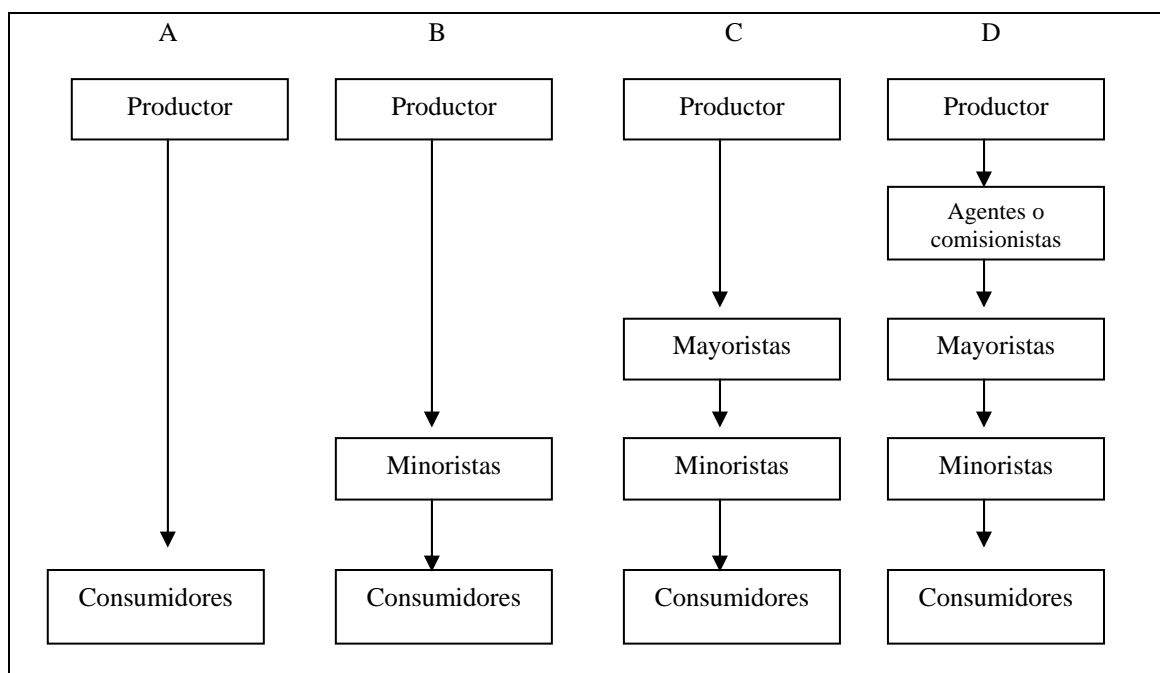 A B C D
Productor Productor Productor Productor
Agentes o
comisionistas
Mayoristas Mayoristas
Minoristas Minoristas Minoristas
Consumidores Consumidores Consumidores Consumidores